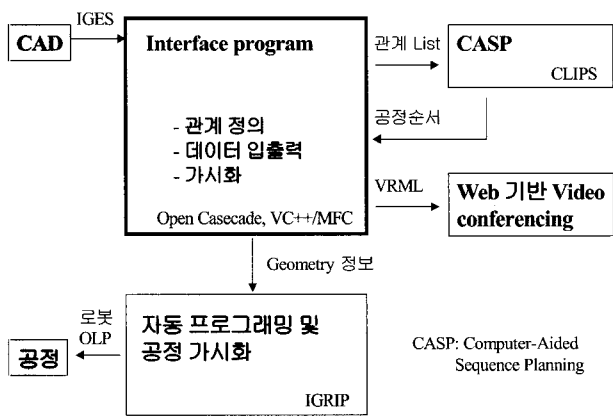 IGES
CAD
Interface program
- 관계 정의
- 데이터 입출력
- 가시화
Open Casecade, VC++/MFC
관계 List
CASP
CLIPS
공정순서
VRML
Web 기반 Video
conferencing
Geometry 정보
자동 프로그래밍 및
공정 가시화
IGRIP
로봇
OLP
공정
CASP: Computer-Aided
Sequence Planning